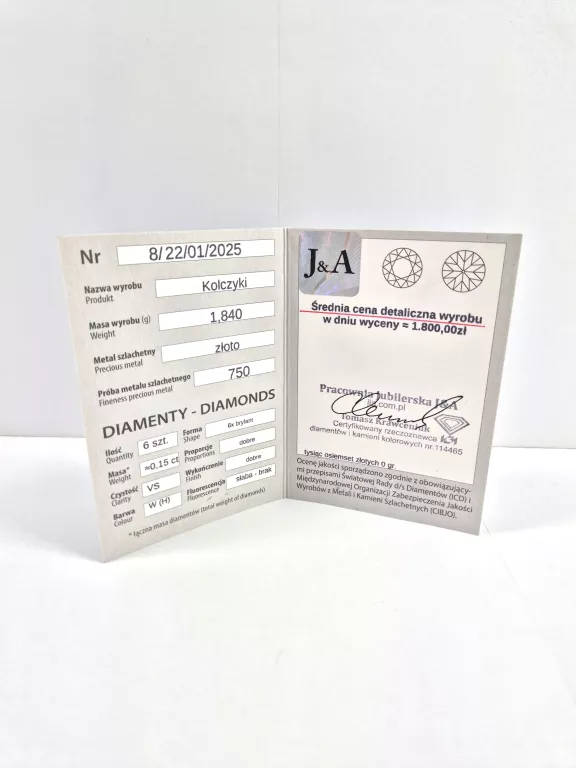 Nr 8/22/01/2025
Nazwa wyrobu Kolczyki
Produkt
Masa wyrobu (g) 1,840
Weight
Metal szlachetny złoto
Precious metal
Próba metalu szlachetnego 750
Fineness precious metal
DIAMENTY - DIAMONDS
Ilość 6 szt.
Quantity
Forma 6x brylant
Shape
Masa* ≈0.15 ct
Weight
Proporcje dobre
Proportions
Czystość VS
Clarity
Wykończenie dobre
Finish
Barwa W (H)
Colour
Fluorescencja słaba - brak
Fluorescence
* łączna masa diamentów (total weight of diamonds)
J&A
Średnia cena detaliczna wyrobu
w dniu wyceny ≈ 1.800,00zł
Pracownia Jubilerska J&A
.com.pl
Tomasz Krawceniuk
Certyfikowany rzeczoznawca
diamentów i kamieni kolorowych nr.114465
tysiąc osiemset złotych 0 gr.
Ocenę jakości sporządzono zgodnie z obowiązujący-
mi przepisami Światowej Rady d/s Diamentów (ICD) i
Międzynarodowej Organizacji Zabezpieczenia Jakości
Wyrobów z Metali i Kamieni Szlachetnych (CIBJO).